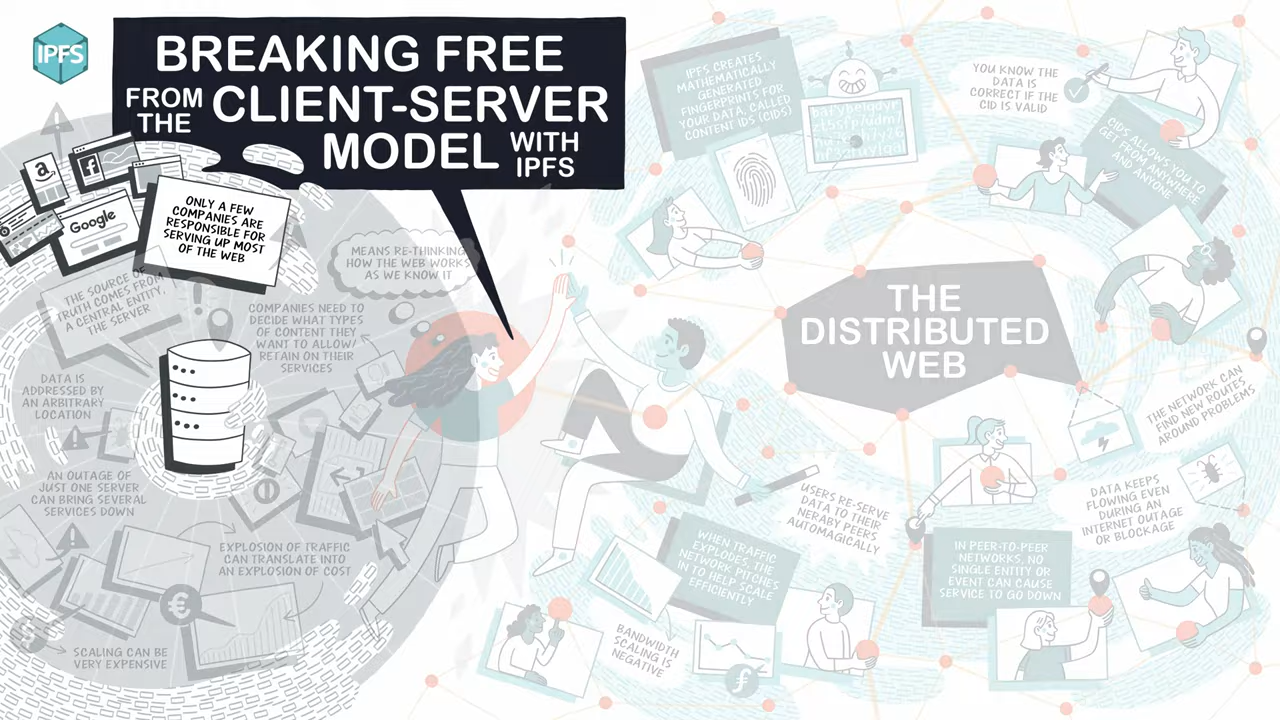 IPFS
BREAKING FREE
FROM THE CLIENT-SERVER
MODEL WITH IPFS
a
f
Google
ONLY A FEW
COMPANIES ARE
RESPONSIBLE FOR
SERVING UP MOST
OF THE WEB
THE SOURCE OF
TRUTH COMES FROM
A CENTRAL ENTITY,
THE SERVER
MEANS RE-THINKING
HOW THE WEB WORKS
AS WE KNOW IT
COMPANIES NEED TO
DECIDE WHAT TYPES
OF CONTENT THEY
WANT TO ALLOW/
RETAIN ON THEIR
SERVICES
DATA IS
ADDRESSED BY
AN ARBITRARY
LOCATION
AN OUTAGE OF
JUST ONE SERVER
CAN BRING SEVERAL
SERVICES DOWN
EXPLOSION OF TRAFFIC
CAN TRANSLATE INTO
AN EXPLOSION OF COST
€
$
SCALING CAN BE
VERY EXPENSIVE
IPFS CREATES
MATHEMATICALLY
GENERATED
FINGERPRINTS FOR
YOUR DATA, CALLED
CONTENT IDS (CIDS)
YOU KNOW THE
DATA IS
CORRECT IF THE
CID IS VALID
CIDS ALLOWS YOU TO
GET FROM ANYWHERE
AND ANYONE
THE
DISTRIBUTED
WEB
THE NETWORK CAN
FIND NEW ROUTES
AROUND PROBLEMS
USERS RE-SERVE
DATA TO THEIR
NERABY PEERS
AUTOMAGICALLY
DATA KEEPS
FLOWING EVEN
DURING AN
INTERNET OUTAGE
OR BLOCKAGE
WHEN TRAFFIC
EXPLODES, THE
NETWORK PITCHES
IN TO HELP SCALE
EFFICIENTLY
IN PEER-TO-PEER
NETWORKS, NO
SINGLE ENTITY OR
EVENT CAN CAUSE
SERVICE TO GO DOWN
BANDWIDTH
SCALING IS
NEGATIVE